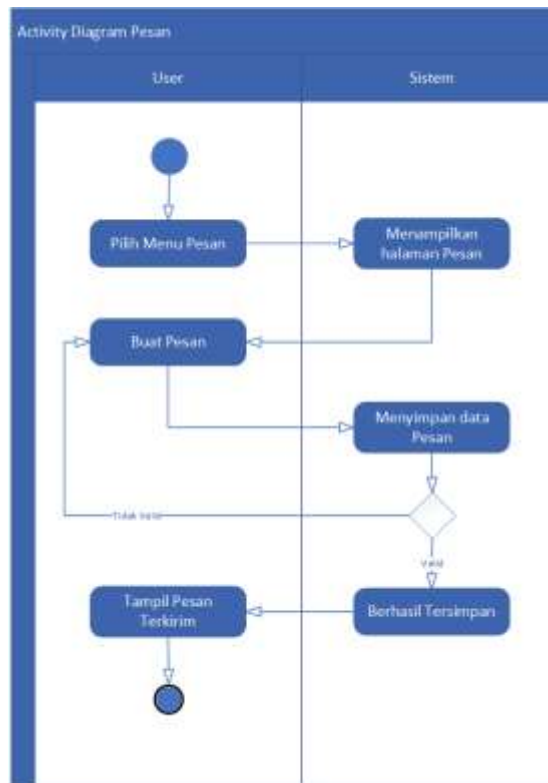 Activity Diagram Pesan
User
Sistem
Pilih Menu Pesan
Menampilkan
halaman Pesan
Buat Pesan
Menyimpan data
Pesan
Tidak Valid
Valid
Tampil Pesan
Terkirim
Berhasil Tersimpan